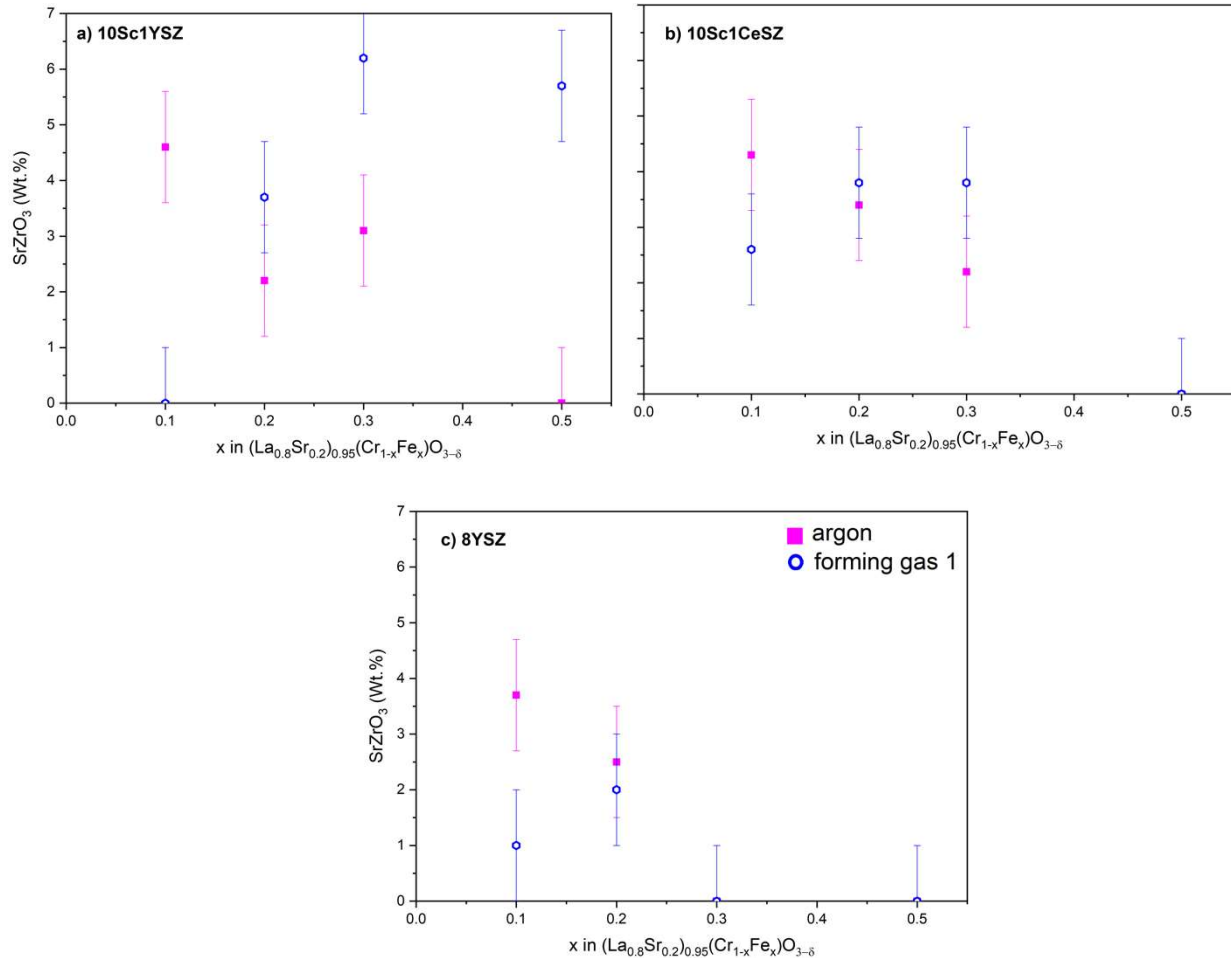 a) 10Sc1YSZ
7
6
5
4
3
2
1
0
SrZrO₃ (Wt.%)
0.0 0.1 0.2 0.3 0.4 0.5
x in (La₀.₈Sr₀.₂)₀.₉₅(Cr₁₋ₓFeₓ)O₃₋δ
b) 10Sc1CeSZ
0.0 0.1 0.2 0.3 0.4 0.5
x in (La₀.₈Sr₀.₂)₀.₉₅(Cr₁₋ₓFeₓ)O₃₋δ
c) 8YSZ
argon
forming gas 1
7
6
5
4
3
2
1
0
SrZrO₃ (Wt.%)
0.0 0.1 0.2 0.3 0.4 0.5
x in (La₀.₈Sr₀.₂)₀.₉₅(Cr₁₋ₓFeₓ)O₃₋δ